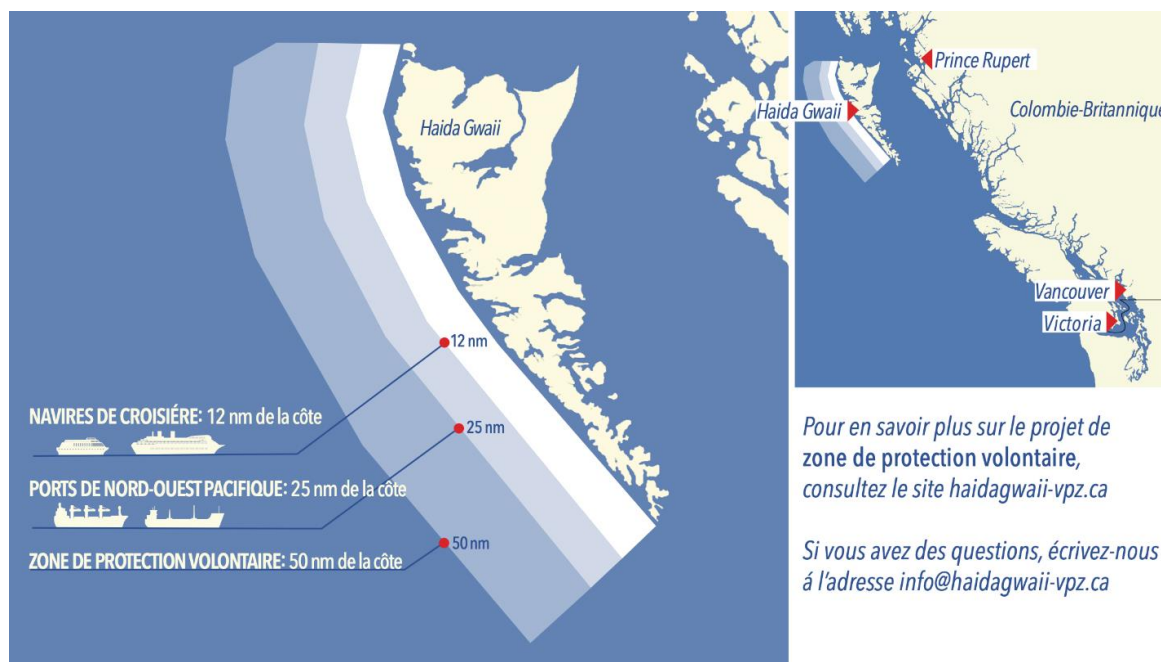 Haida Gwaii
12 nm
NAVIRES DE CROISIÉRE: 12 nm de la côte
25 nm
PORTS DE NORD-OUEST PACIFIQUE: 25 nm de la côte
50 nm
ZONE DE PROTECTION VOLONTAIRE: 50 nm de la côte
Prince Rupert
Haida Gwaii
Colombie-Britannique
Vancouver
Victoria
Pour en savoir plus sur le projet de
zone de protection volontaire,
consultez le site haidagwaii-vpz.ca
Si vous avez des questions, écrivez-nous
á l'adresse info@haidagwaii-vpz.ca